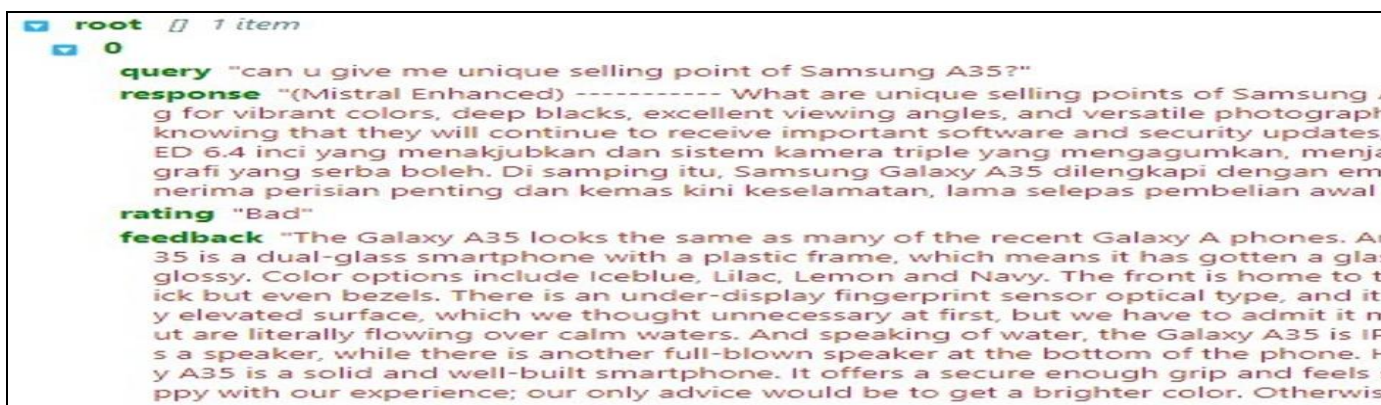 root [] 1 item
0
query "can u give me unique selling point of Samsung A35?"
response "(Mistral Enhanced) ----------- What are unique selling points of Samsung
g for vibrant colors, deep blacks, excellent viewing angles, and versatile photograph
knowing that they will continue to receive important software and security updates
ED 6.4 inci yang menakjubkan dan sistem kamera triple yang mengagumkan, menja
grafi yang serba boleh. Di samping itu, Samsung Galaxy A35 dilengkapi dengan em
nerima perisian penting dan kemas kini keselamatan, lama selepas pembelian awal
rating "Bad"
feedback "The Galaxy A35 looks the same as many of the recent Galaxy A phones. An
35 is a dual-glass smartphone with a plastic frame, which means it has gotten a glas
glossy. Color options include Iceblue, Lilac, Lemon and Navy. The front is home to t
ick but even bezels. There is an under-display fingerprint sensor optical type, and it
y elevated surface, which we thought unnecessary at first, but we have to admit it m
ut are literally flowing over calm waters. And speaking of water, the Galaxy A35 is IP
s a speaker, while there is another full-blown speaker at the bottom of the phone. H
y A35 is a solid and well-built smartphone. It offers a secure enough grip and feels
ppy with our experience; our only advice would be to get a brighter color. Otherwis